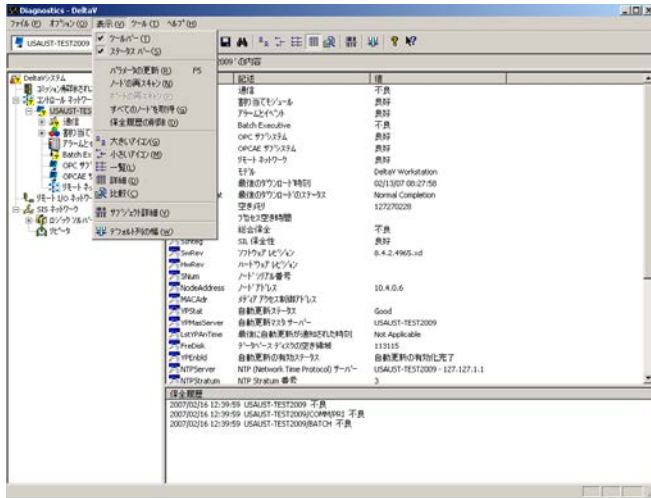 Diagnostics - DeltaV
ファイル(F) オプション(O) 表示(V) ツール(T) ヘルプ(H)
USAUST-TEST2009
ツールバー(T)
ステータス バー(S)
パラメータの更新(R) F5
ノードの再スキャン(N)
すべてのノードを取得(G)
保全履歴の削除(D)
大きいアイコン(G)
小さいアイコン(M)
一覧(L)
詳細(D)
比較(C)
サブジェクト詳細(Y)
デフォルト列の幅(W)
2009' の内容
DeltaVシステム
コミッション解除された
コントロール ネットワー
USAUST-TES
通信
割り当て
アラームとイ
Batch Ex
OPC サブ
OPCAE サ
リモート ネッ
リモート I/O ネットワー
SIS ネットワーク
ロジック ソルバ
リピータ
記述 値
通信 不良
割り当てモジュール 良好
アラームとイベント 良好
Batch Executive 不良
OPC サブシステム 良好
OPCAE サブシステム 良好
リモート ネットワーク 良好
モデル DeltaV Workstation
最後のダウンロード時刻 02/13/07 08:27:58
最後のダウンロードのステータス Normal Completion
空きメモリ 127270228
プロセス空き時間
総合保全 不良
SIL 保全性 良好
SwRev ソフトウェア レビジョン 8.4.2.4965.xd
HwRev ハードウェア レビジョン
SNum ノード シリアル番号
NodeAddress ノード アドレス 10.4.0.6
MACAdr メディア アクセス制御アドレス
YPStat 自動更新ステータス Good
YPMasServer 自動更新マスタ サーバー USAUST-TEST2009
LstYPAnTime 最後に自動更新が通知された時刻 Not Applicable
FreDisk データベース ディスクの空き領域 113115
YPEnbld 自動更新の有効ステータス 自動更新の有効化完了
NTPServer NTP (Network Time Protocol) サーバー USAUST-TEST2009 - 127.127.1.1
NTPStratum NTP Stratum 番号 3
保全履歴
2007/02/16 12:39:59 USAUST-TEST2009 不良
2007/02/16 12:39:59 USAUST-TEST2009/COMM/PRI 不良
2007/02/16 12:39:59 USAUST-TEST2009/BATCH 不良